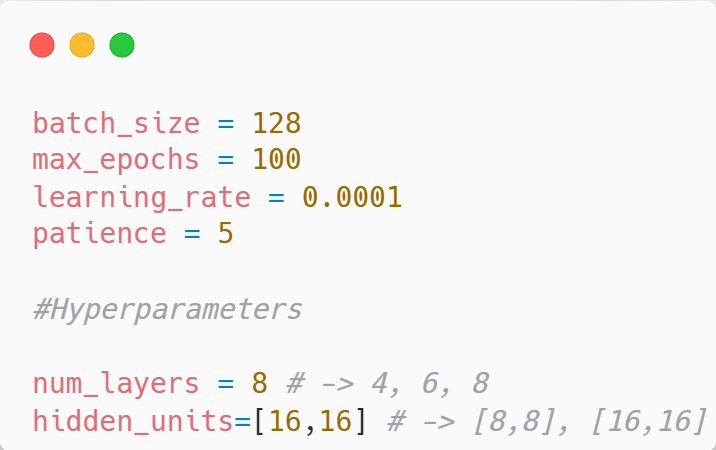 batch_size = 128
max_epochs = 100
learning_rate = 0.0001
patience = 5
#Hyperparameters
num_layers = 8 # -> 4, 6, 8
hidden_units=[16,16] # -> [8,8], [16,16]